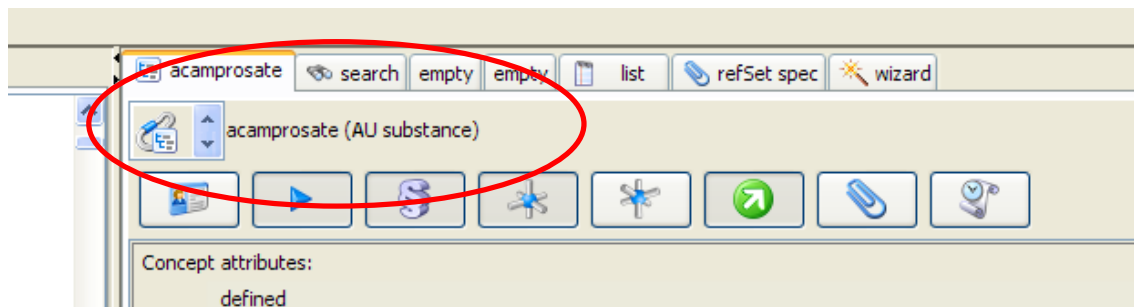 acamprosate search empty empty list refSet spec wizard
acamprosate (AU substance)
Concept attributes:
defined